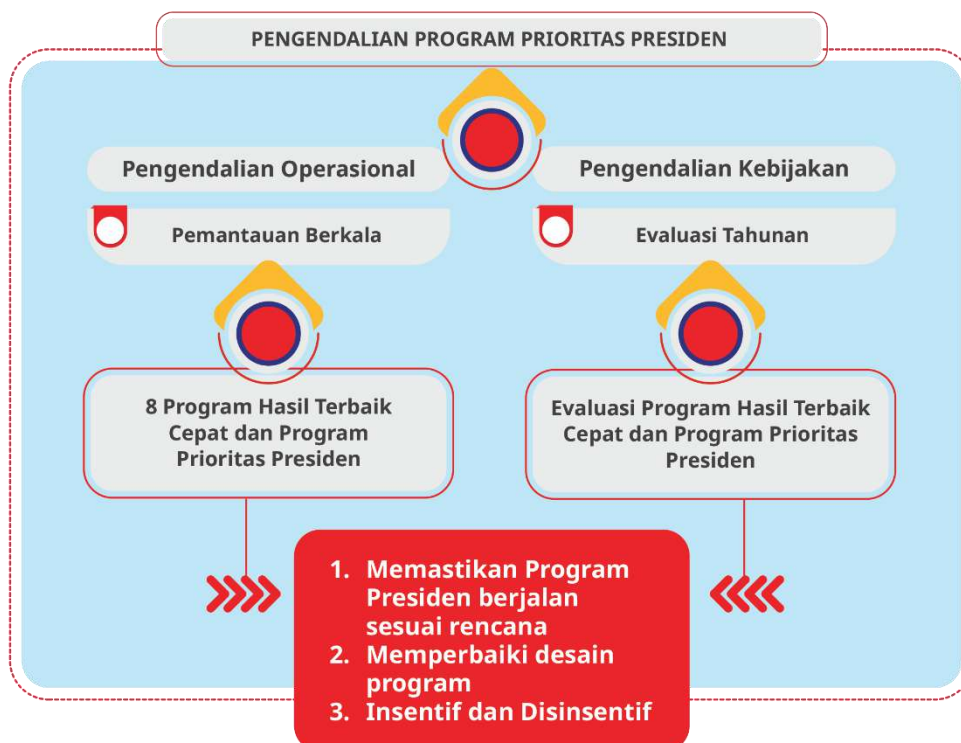 PENGENDALIAN PROGRAM PRIORITAS PRESIDEN
Pengendalian Operasional
Pemantauan Berkala
8 Program Hasil Terbaik
Cepat dan Program
Prioritas Presiden
Pengendalian Kebijakan
Evaluasi Tahunan
Evaluasi Program Hasil Terbaik
Cepat dan Program Prioritas
Presiden
1. Memastikan Program
Presiden berjalan
sesuai rencana
2. Memperbaiki desain
program
3. Insentif dan Disinsentif